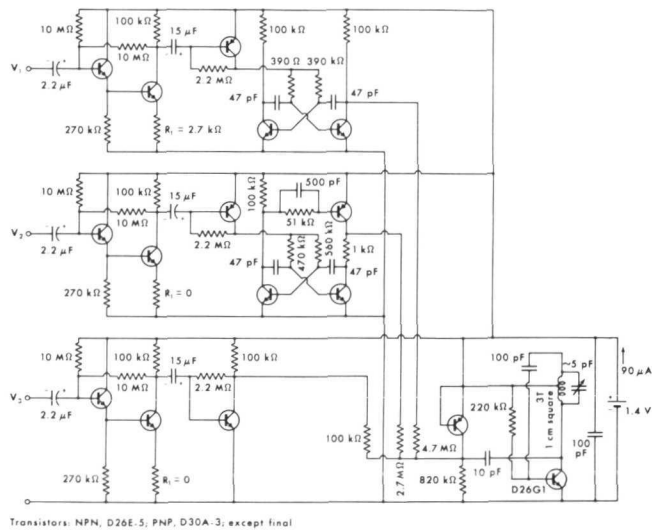 10 MΩ
100 kΩ
15 μF
100 kΩ
100 kΩ
10 MΩ
390 Ω
390 kΩ
V₁
2.2 MΩ
2.2 μF
47 pF
47 pF
270 kΩ
R₁ = 2.7 kΩ
10 MΩ
100 kΩ
15 μF
100 kΩ
500 pF
10 MΩ
51 kΩ
V₂
2.2 MΩ
470 kΩ
560 kΩ
1 kΩ
2.2 μF
47 pF
47 pF
270 kΩ
R₁ = 0
10 MΩ
100 kΩ
15 μF
100 kΩ
100 pF
~5 pF
90 μA
10 MΩ
2.2 MΩ
3T
1 cm square
V₃
1.4 V
2.2 μF
220 kΩ
100 kΩ
2.7 MΩ
4.7 MΩ
100 pF
10 pF
270 kΩ
R₁ = 0
820 kΩ
D26G1
Transistors: NPN, D26E-5; PNP, D30A-3; except final